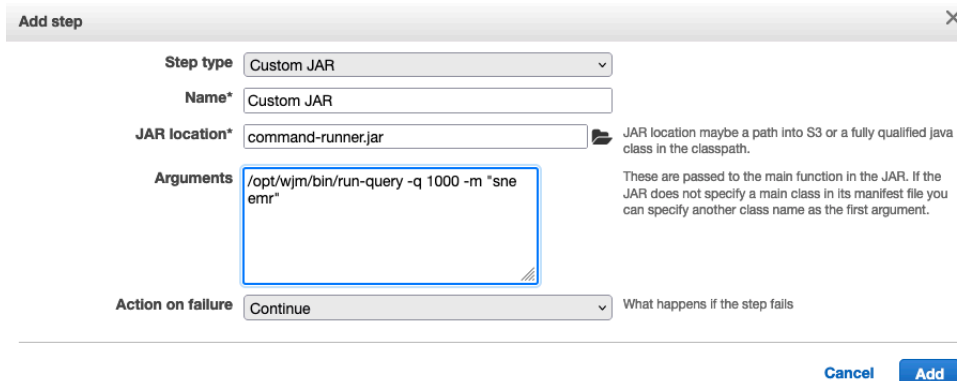 Add step
Step type Custom JAR
Name* Custom JAR
JAR location* command-runner.jar JAR location maybe a path into S3 or a fully qualified java
class in the classpath.
Arguments /opt/wjm/bin/run-query -q 1000 -m "sne
emr"
These are passed to the main function in the JAR. If the
JAR does not specify a main class in its manifest file you
can specify another class name as the first argument.
Action on failure Continue What happens if the step fails
Cancel Add